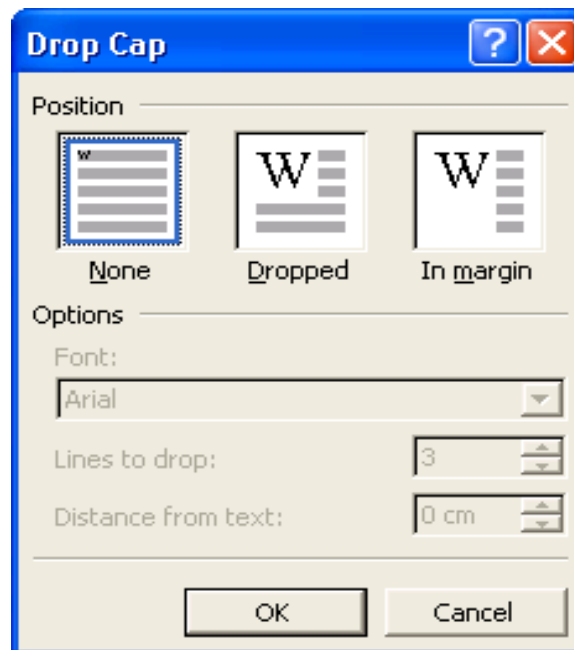 Drop Cap
?
Position
W W W
None Dropped In margin
Options
Font:
Arial
Lines to drop: 3
Distance from text: 0 cm
OK Cancel